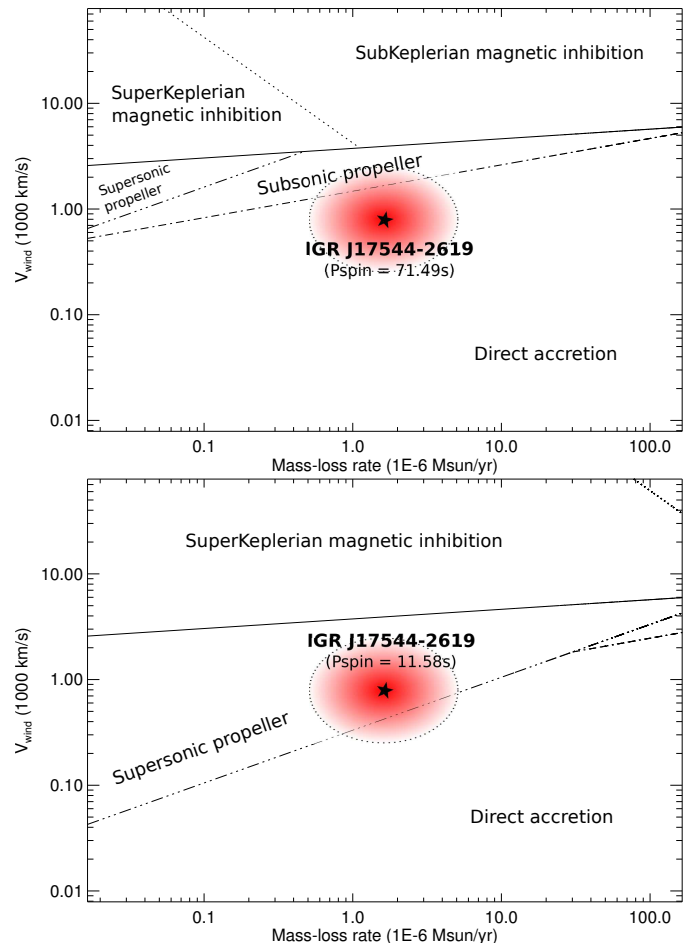 SubKeplerian magnetic inhibition
SuperKeplerian
magnetic inhibition
Supersonic
propeller
Subsonic propeller
IGR J17544-2619
(Pspin = 71.49s)
Direct accretion
V_wind (1000 km/s)
10.00
1.00
0.10
0.01
0.1
1.0
10.0
100.0
Mass-loss rate (1E-6 Msun/yr)
SuperKeplerian magnetic inhibition
IGR J17544-2619
(Pspin = 11.58s)
Supersonic propeller
Direct accretion
V_wind (1000 km/s)
10.00
1.00
0.10
0.01
0.1
1.0
10.0
100.0
Mass-loss rate (1E-6 Msun/yr)